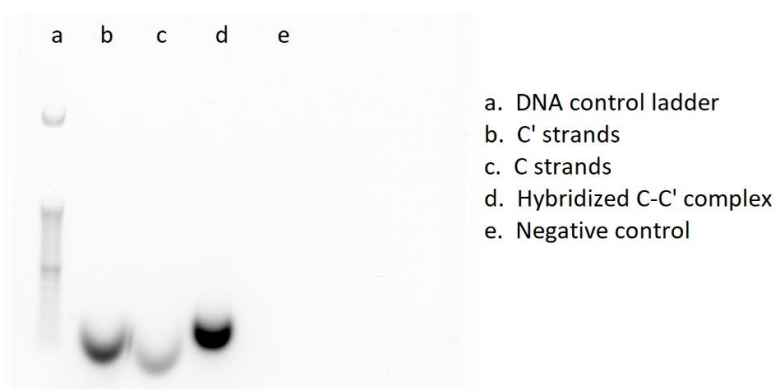 a b c d e
a. DNA control ladder
b. C' strands
c. C strands
d. Hybridized C-C' complex
e. Negative control